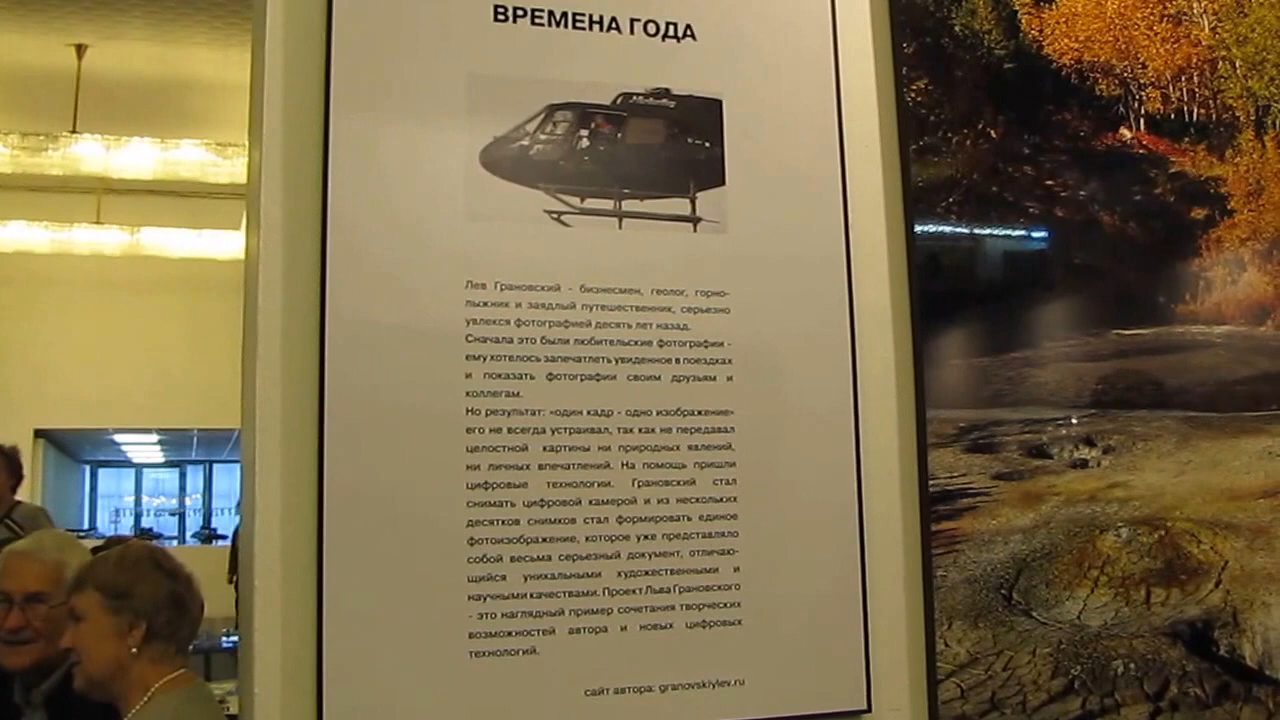 ВРЕМЕНА ГОДА
Лев Грановский - бизнесмен, геолог, горно-
лыжник и заядлый путешественник, серьезно
увлекся фотографией десять лет назад.
Сначала это были любительские фотографии -
ему хотелось запечатлеть увиденное в поездках
и показать фотографии своим друзьям и
коллегам.
Но результат: «один кадр - одно изображение»
его не всегда устраивал, так как не передавал
целостной картины ни природных явлений,
ни личных впечатлений. На помощь пришли
цифровые технологии. Грановский стал
снимать цифровой камерой и из нескольких
десятков снимков стал формировать единое
фотоизображение, которое уже представляло
собой весьма серьезный документ, отличаю-
щийся уникальными художественными и
научными качествами. Проект Льва Грановского
- это наглядный пример сочетания творческих
возможностей автора и новых цифровых
технологий.
сайт автора: granovskiylev.ru